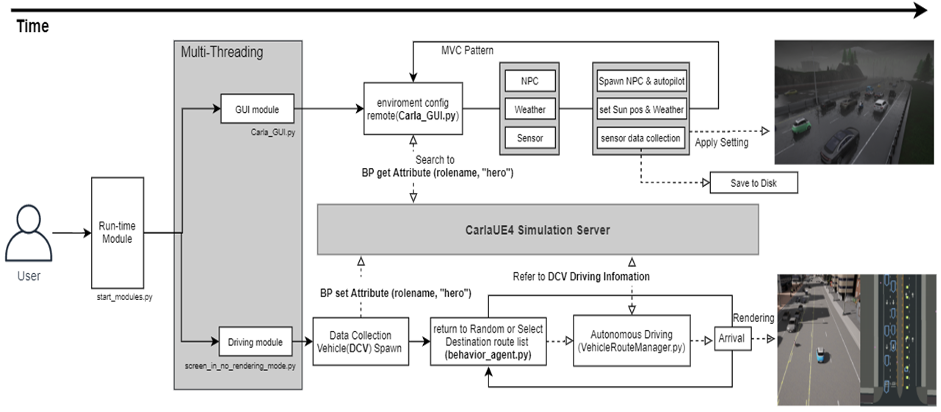 Time
Multi-Threading
MVC Pattern
GUI module
Carla_GUI.py
enviroment config
remote(Carla_GUI.py)
NPC
Weather
Sensor
Spawn NPC & autopilot
set Sun pos & Weather
sensor data collection
Apply Setting
Save to Disk
Search to
BP get Attribute (rolename, "hero")
Run-time
Module
start_modules.py
User
CarlaUE4 Simulation Server
BP set Attribute (rolename, "hero")
Refer to DCV Driving Infomation
Driving module
screen_in_no_rendering_mode.py
Data Collection
Vehicle(DCV) Spawn
return to Random or Select
Destination route list
(behavior_agent.py)
Autonomous Driving
(VehicleRouteManager.py)
Arrival
Rendering